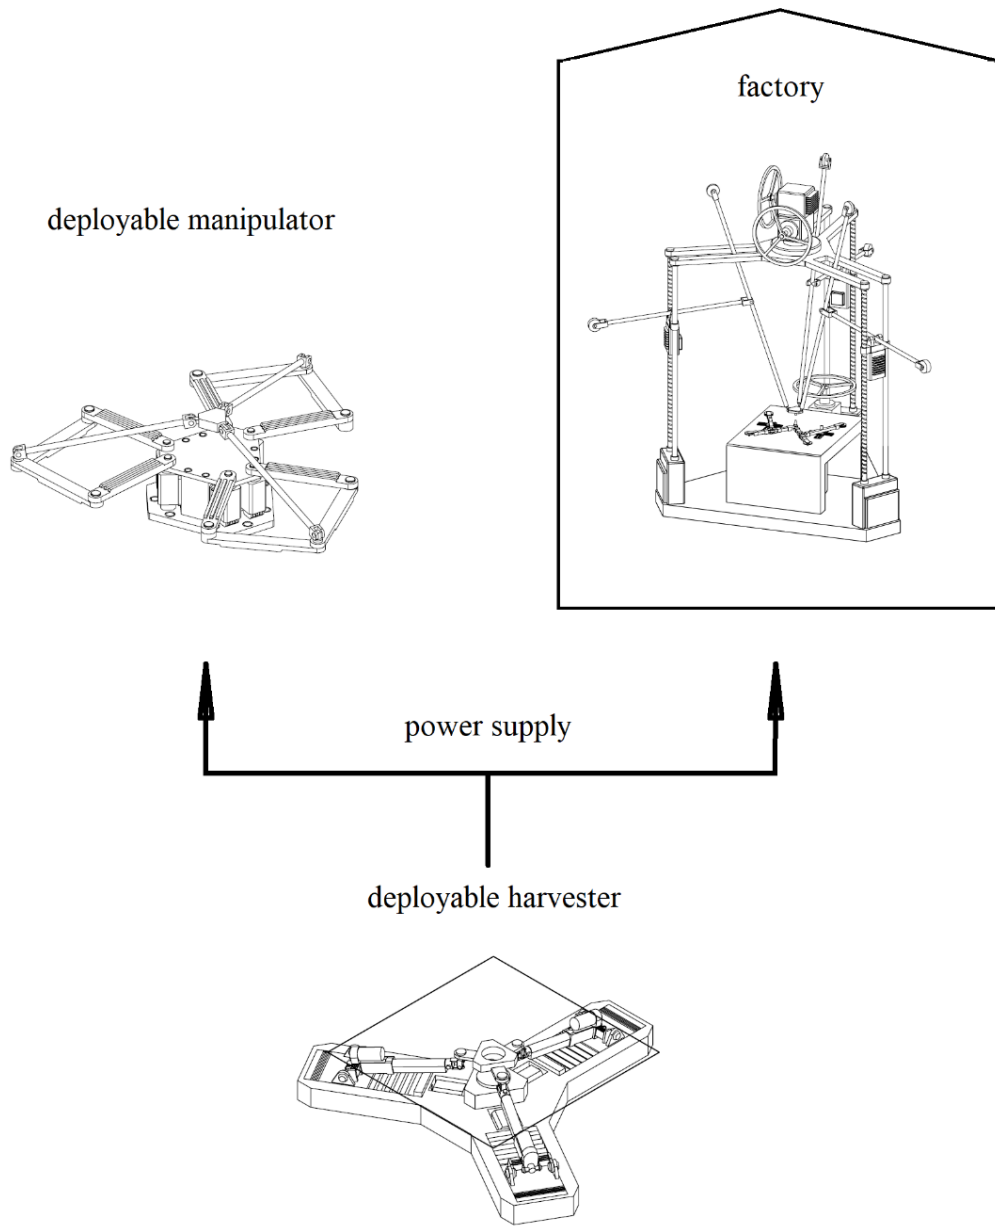 factory
deployable manipulator
power supply
deployable harvester